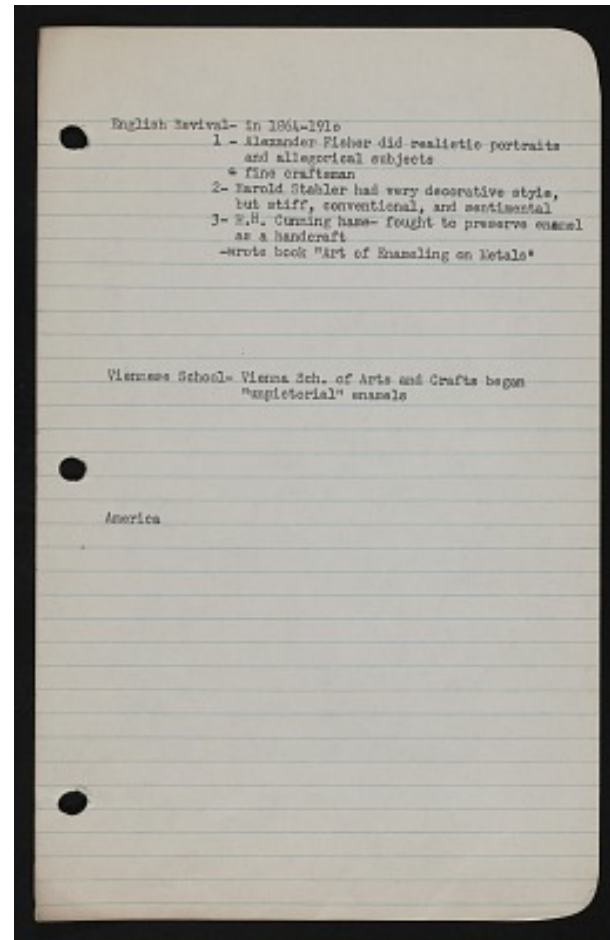 English Revival- in 1864-1916
1 - Alexander Fisher did realistic portraits
and allegorical subjects
* fine craftsman
2- Harold Stabler had very decorative style,
but stiff, conventional, and sentimental
3- H.H. Cunning hame- fought to preserve enamel
as a handcraft
-wrote book "Art of Enameling on Metals"
Viennese School- Vienna Sch. of Arts and Crafts began
"unpictorial" enamels
America